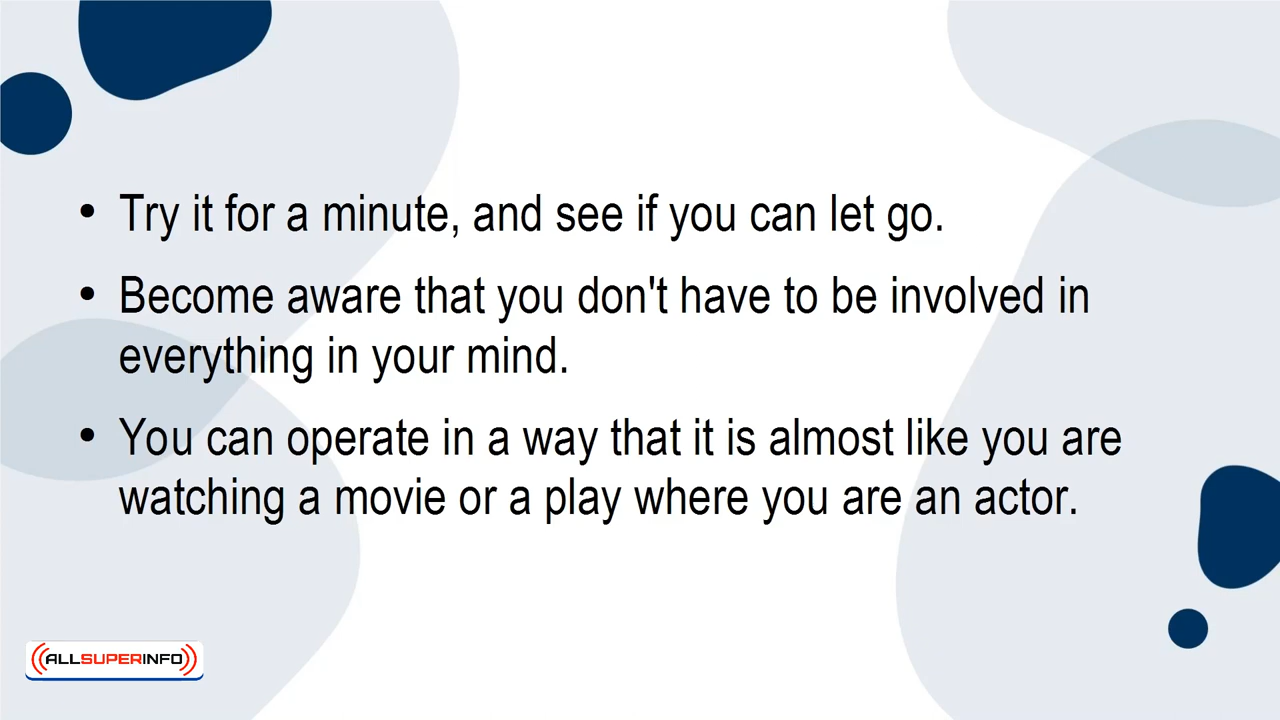 • Try it for a minute, and see if you can let go.
• Become aware that you don't have to be involved in
everything in your mind.
• You can operate in a way that it is almost like you are
watching a movie or a play where you are an actor.
ALLSUPERINFO